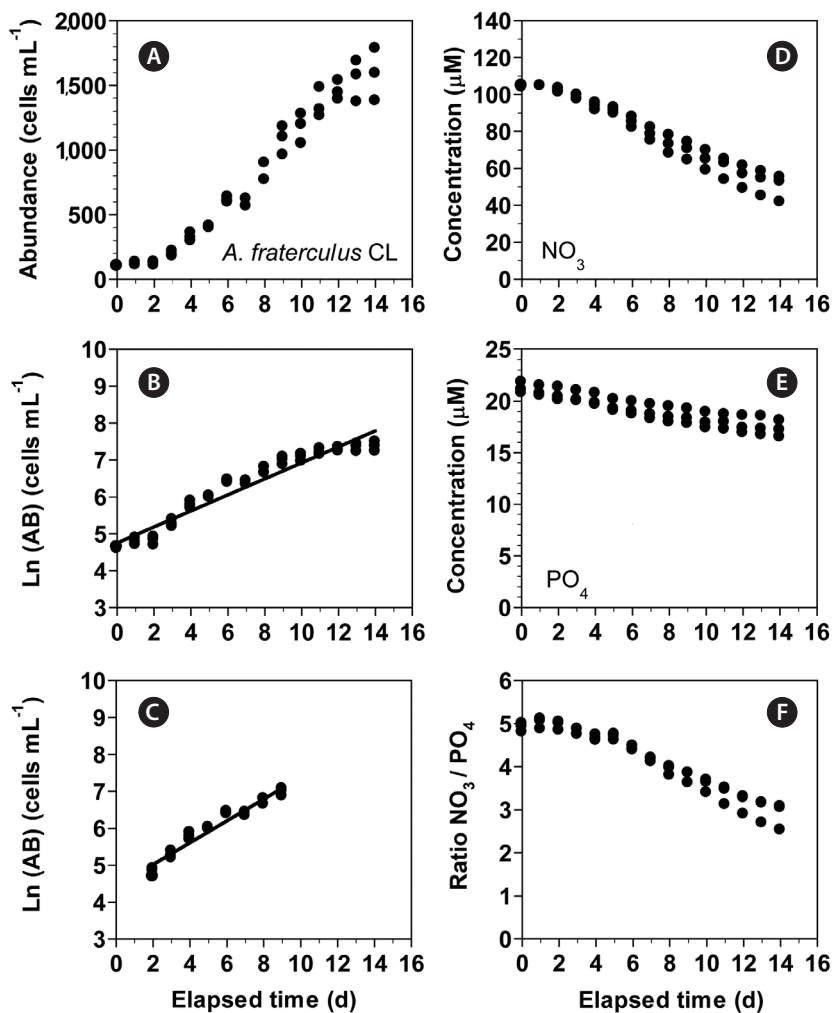 Abundance (cells mL⁻¹)
2,000
1,500
1,000
500
0
A
A. fraterculus CL
0 2 4 6 8 10 12 14 16
Concentration (μM)
140
120
100
80
60
40
20
0
D
NO₃
0 2 4 6 8 10 12 14 16
Ln (AB) (cells mL⁻¹)
10
9
8
7
6
5
4
3
B
0 2 4 6 8 10 12 14 16
Concentration (μM)
25
20
15
10
5
0
E
PO₄
0 2 4 6 8 10 12 14 16
Ln (AB) (cells mL⁻¹)
10
9
8
7
6
5
4
3
C
0 2 4 6 8 10 12 14 16
Elapsed time (d)
Ratio NO₃ / PO₄
6
5
4
3
2
1
0
F
0 2 4 6 8 10 12 14 16
Elapsed time (d)